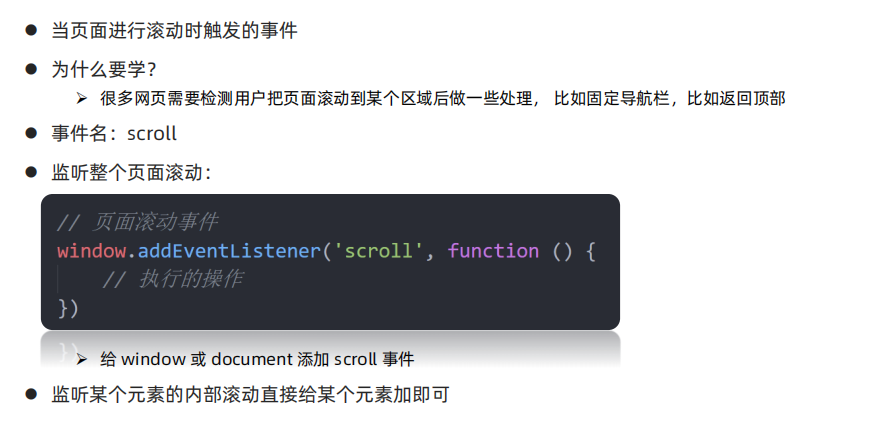 ● 当页面进行滚动时触发的事件
● 为什么要学？
➢ 很多网页需要检测用户把页面滚动到某个区域后做一些处理， 比如固定导航栏，比如返回顶部
● 事件名：scroll
● 监听整个页面滚动：
// 页面滚动事件
window.addEventListener('scroll', function () {
// 执行的操作
})
➢ 给 window 或 document 添加 scroll 事件
● 监听某个元素的内部滚动直接给某个元素加即可